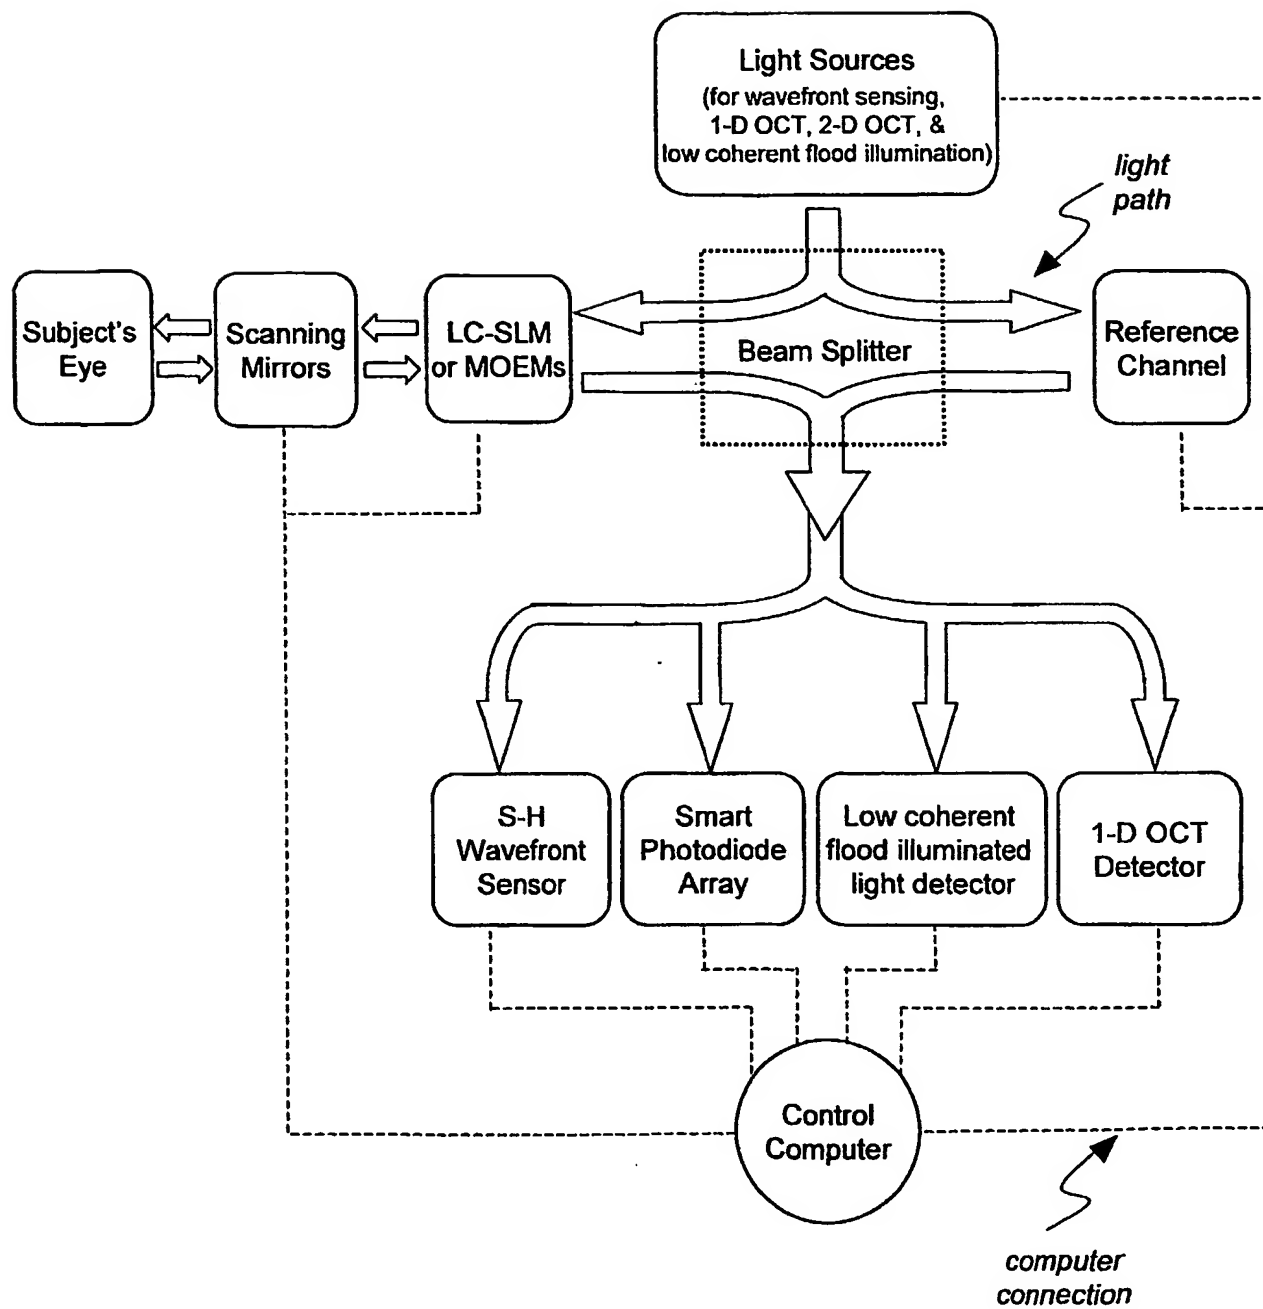 Light Sources
(for wavefront sensing,
1-D OCT, 2-D OCT, &
low coherent flood illumination)
light
path
Subject's
Eye
Scanning
Mirrors
LC-SLM
or MOEMs
Beam Splitter
Reference
Channel
S-H
Wavefront
Sensor
Smart
Photodiode
Array
Low coherent
flood illuminated
light detector
1-D OCT
Detector
Control
Computer
computer
connection